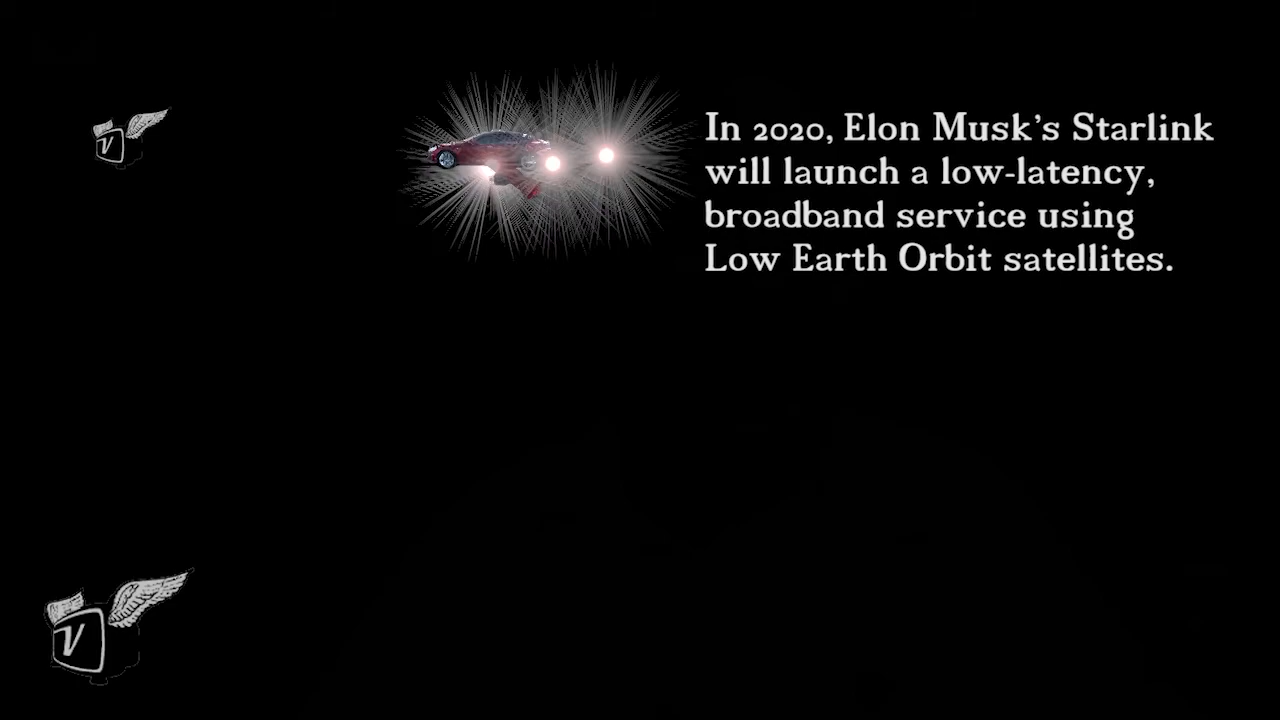 In 2020, Elon Musk's Starlink
will launch a low-latency,
broadband service using
Low Earth Orbit satellites.
V
V